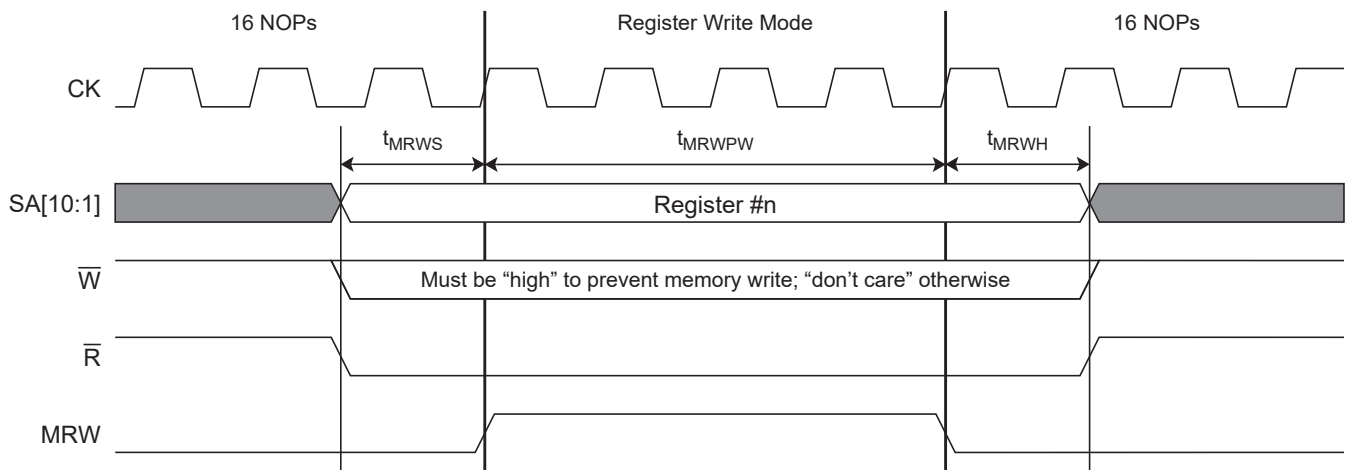 16 NOPs Register Write Mode 16 NOPs
CK
tMRWS tMRWPW tMRWH
SA[10:1] Register #n
W̅ Must be “high” to prevent memory write; “don’t care” otherwise
R̅
MRW